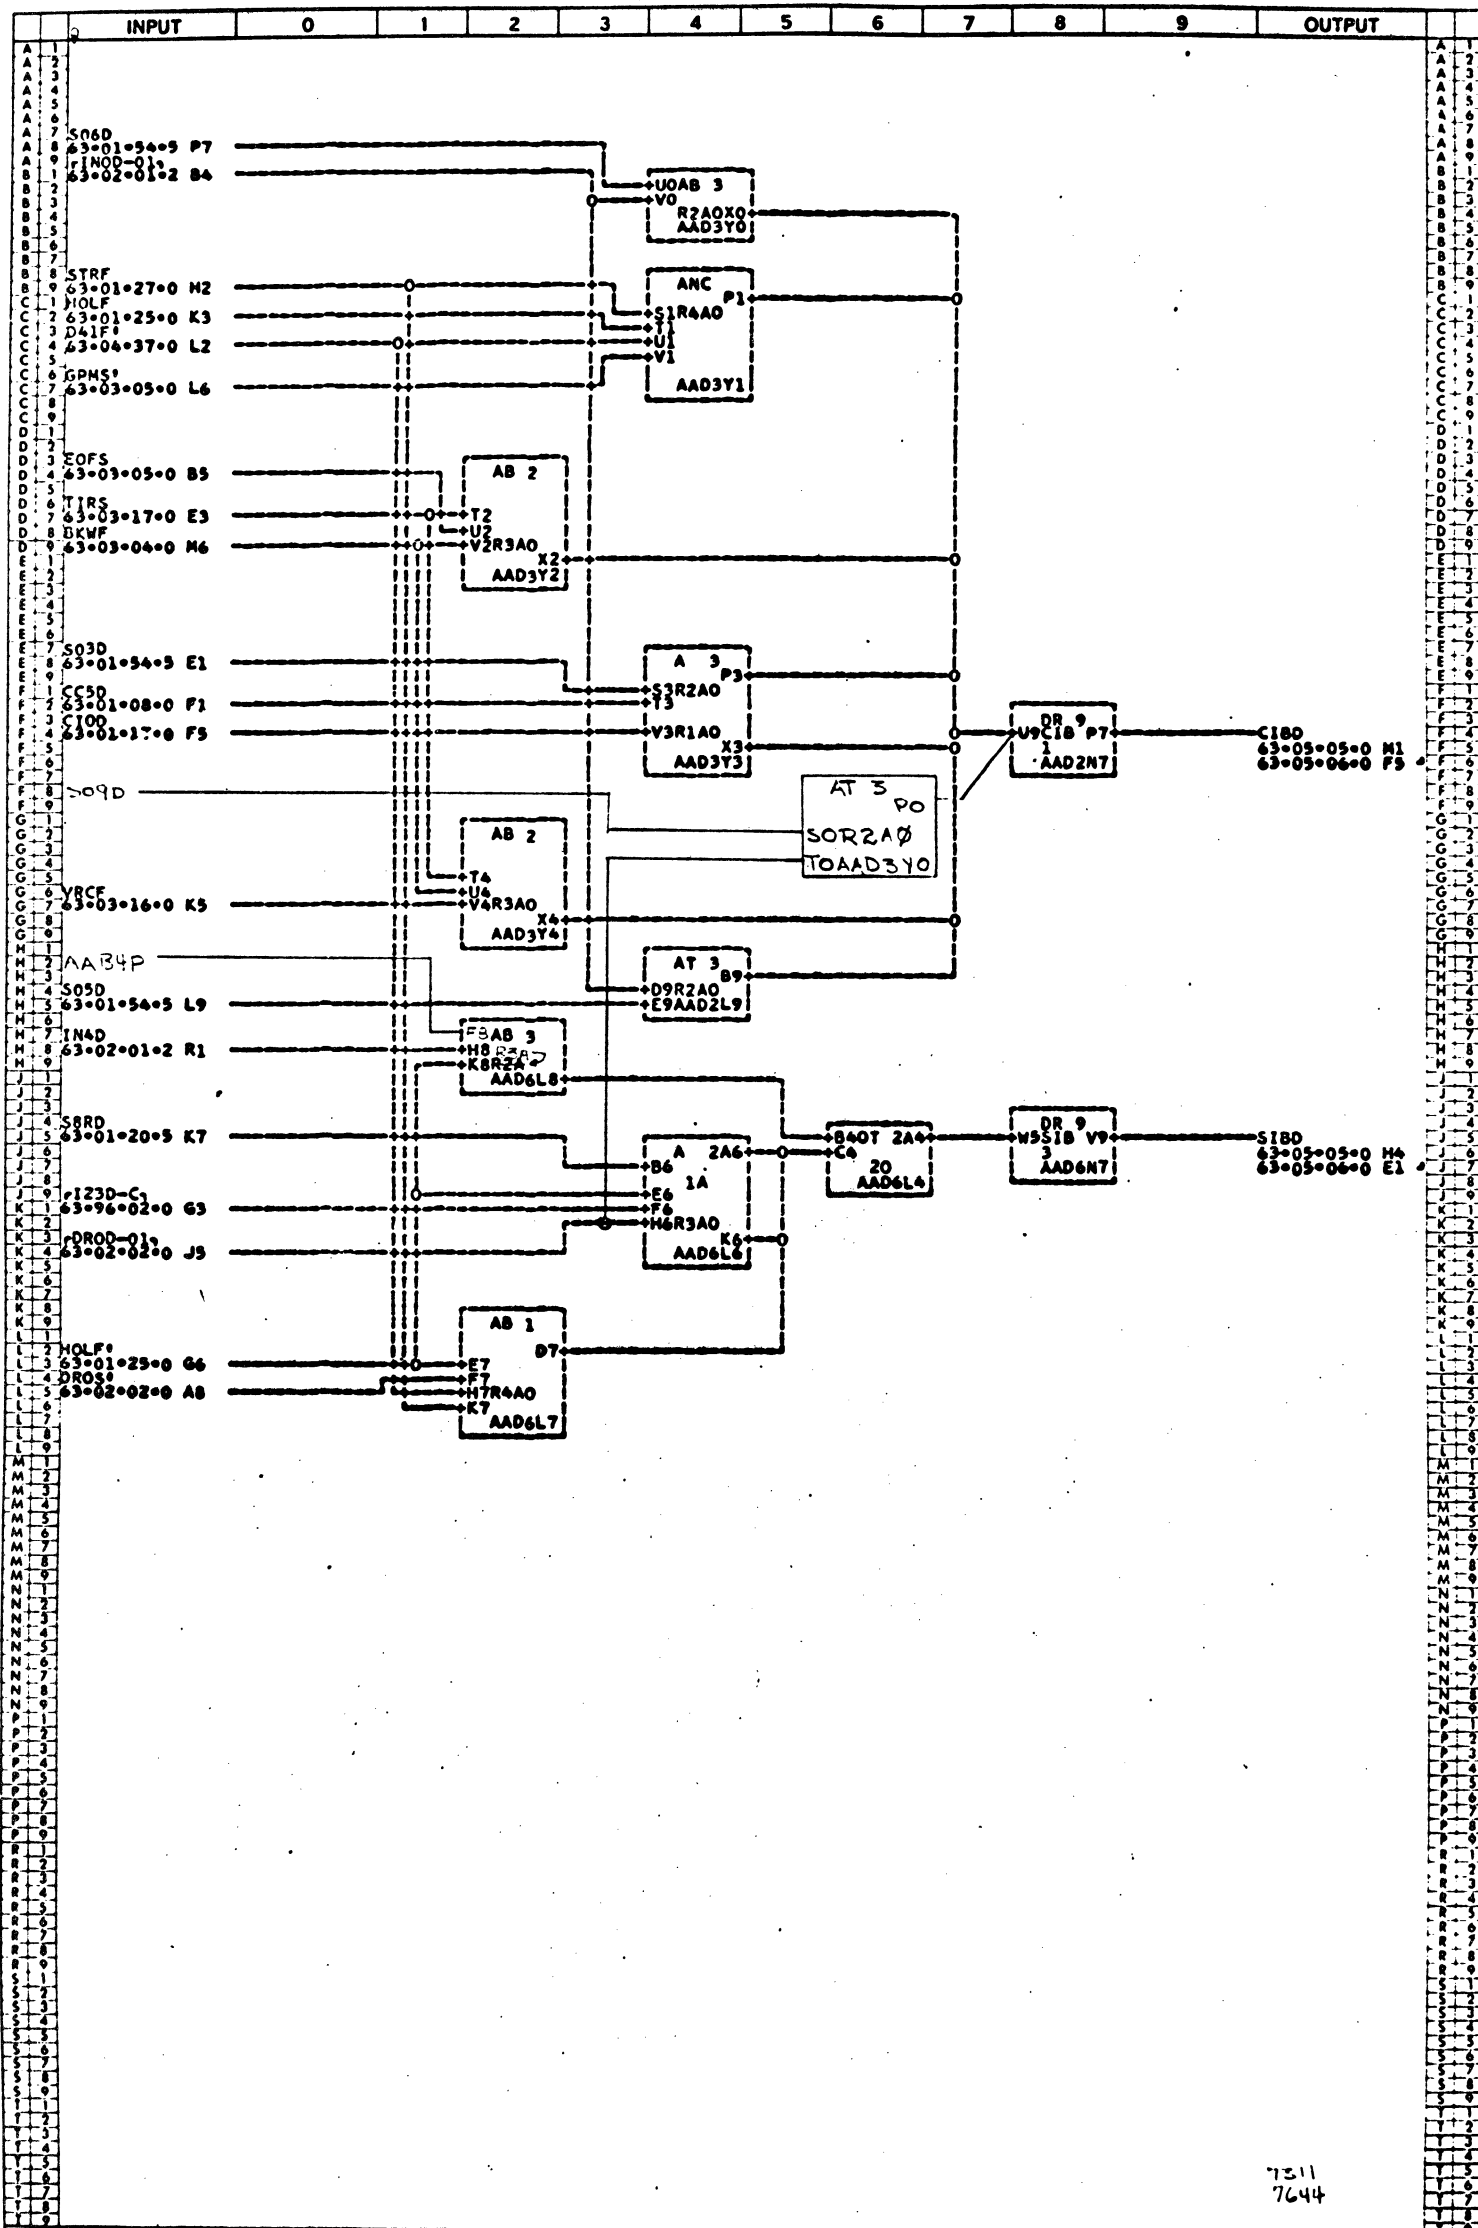 INPUT 0 1 2 3 4 5 6 7 8 9 OUTPUT
S06D
63•01•54•5 P7
rINOD-01,
63•02•01•2 B4
U0AB 3
V0
R2A0X0
AAD3Y0
STRF
63•01•27•0 H2
HOLF
63•01•25•0 K3
D41F'
63•04•37•0 L2
GPMS'
63•03•05•0 L6
ANC
P1
S1R4A0
T1
U1
V1
AAD3Y1
EOFS
63•03•05•0 B5
TIRS
63•03•17•0 E3
BKWF
63•03•04•0 M6
AB 2
T2
U2
V2R3A0
X2
AAD3Y2
S03D
63•01•54•5 E1
CC5D
63•01•08•0 F1
CIOD
63•01•17•0 F5
A 3
P3
S3R2A0
T3
V3R1A0
X3
AAD3Y3
DR 9
U9CIB P7
1
AAD2N7
CIBD
63•05•05•0 M1
63•05•06•0 F5
S09D
AT 3
P0
S0R2AØ
T0AAD3Y0
AB 2
T4
U4
V4R3A0
X4
AAD3Y4
VRCF
63•03•16•0 K5
AAB4P
S05D
63•01•54•5 L9
AT 3
B9
D9R2A0
E9AAD2L9
IN4D
63•02•01•2 R1
F8AB 3
H8
R3A
K8R2A
AAD6L8
SBRD
63•01•20•5 K7
rI23D-C,
63•96•02•0 G3
rDROD-01,
63•02•02•0 J5
A 2A6
B6
1A
E6
F6
H6R3A0
K6
AAD6L6
B4OT 2A4
C4
20
AAD6L4
DR 9
W5SIB V9
3
AAD6N7
SIBD
63•05•05•0 H4
63•05•06•0 E1
AB 1
D7
E7
F7
H7R4A0
K7
AAD6L7
HOLF'
63•01•25•0 G6
DROS'
63•02•02•0 A8
7311
7644